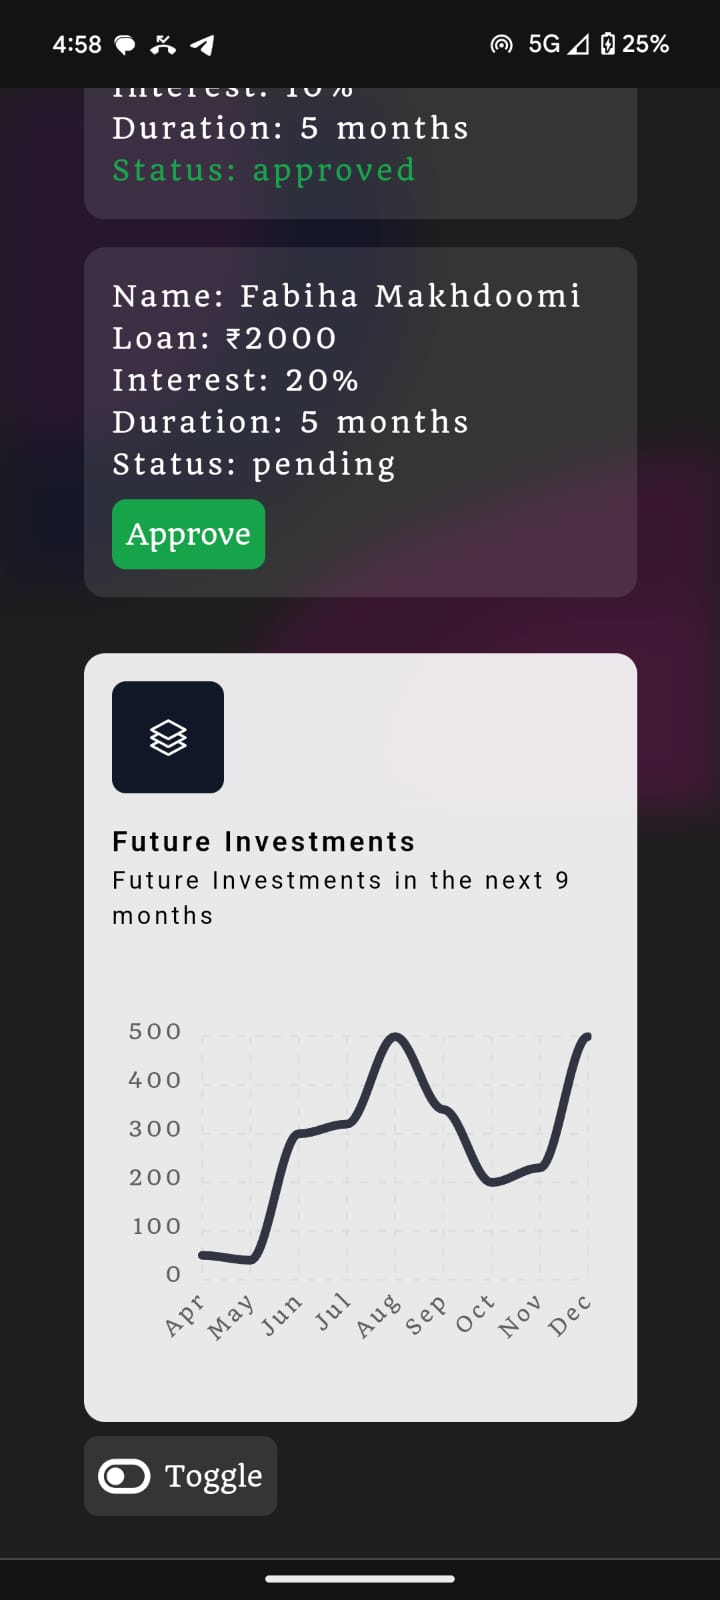 4:58
5G 25%
Interest: 10%
Duration: 5 months
Status: approved
Name: Fabiha Makhdoomi
Loan: ₹2000
Interest: 20%
Duration: 5 months
Status: pending
Approve
Future Investments
Future Investments in the next 9
months
500
400
300
200
100
0
Apr May Jun Jul Aug Sep Oct Nov Dec
Toggle